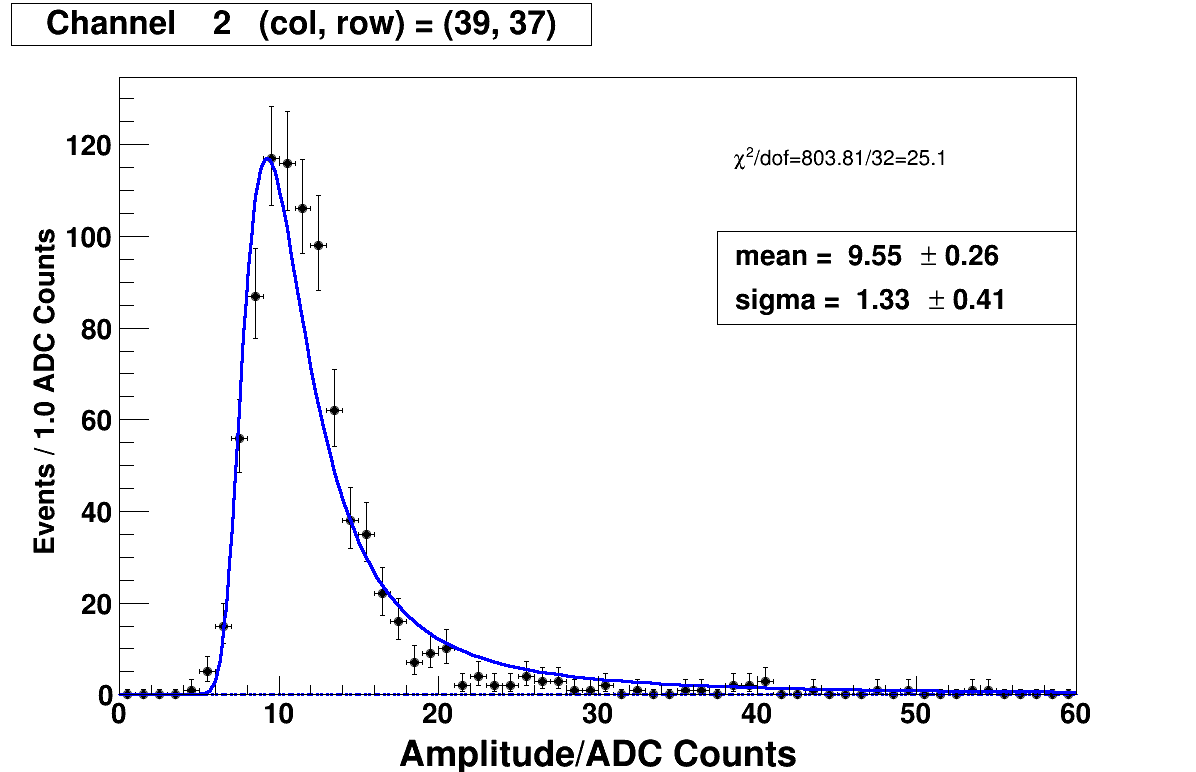 Channel 2 (col, row) = (39, 37)
χ²/dof=803.81/32=25.1
mean = 9.55 ± 0.26
sigma = 1.33 ± 0.41
Events / 1.0 ADC Counts
120
100
80
60
40
20
0
0 10 20 30 40 50 60
Amplitude/ADC Counts